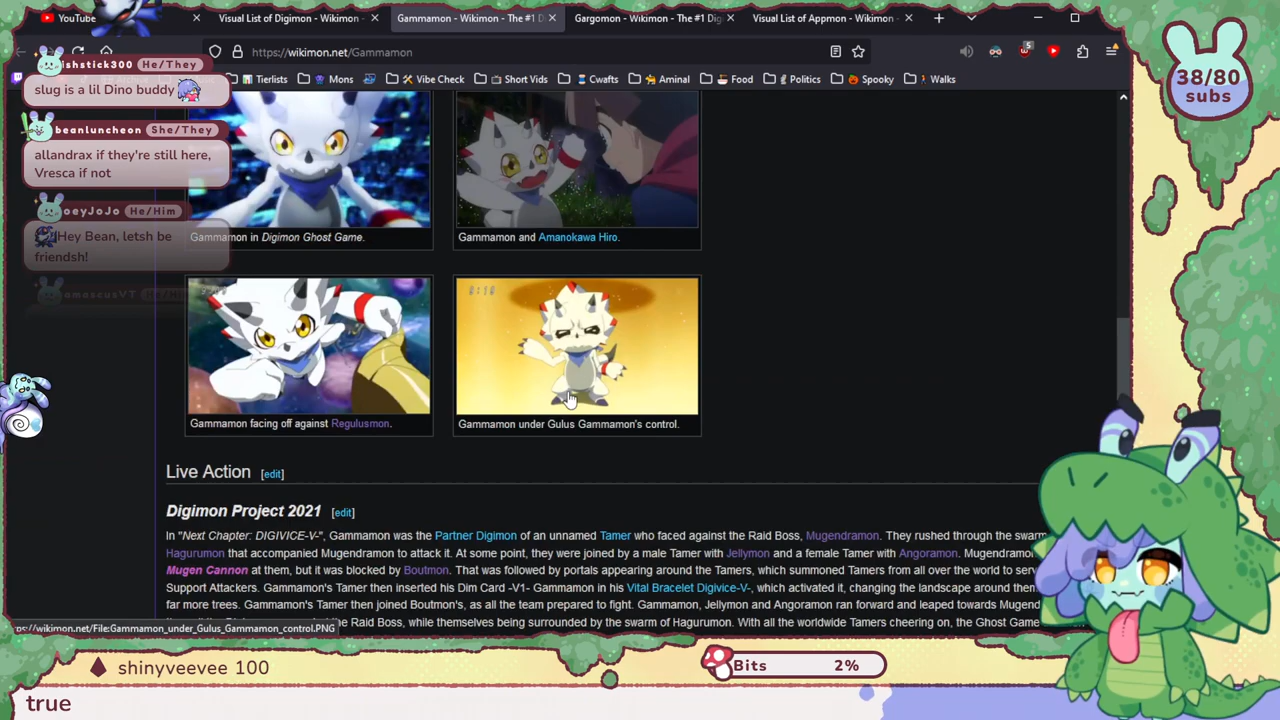 YouTube
Visual List of Digimon - Wikimon -
Gammamon - Wikimon - The #1 D
Gargomon - Wikimon - The #1 Dig
Visual List of Appmon - Wikimon -
https://wikimon.net/Gammamon
5
Tierlists
Mons
Vibe Check
Short Vids
Cwafts
Aminal
Food
Politics
Spooky
Walks
38/80
subs
ishstick300 He/They
slug is a lil Dino buddy
beanluncheon She/They
allandrax if they're still here,
Vresca if not
oeyJoJo He/Him
Hey Bean, letsh be
friendsh!
amascusVT
Gammamon in Digimon Ghost Game.
Gammamon and Amanokawa Hiro.
Gammamon facing off against Regulusmon.
Gammamon under Gulus Gammamon's control.
Live Action [edit]
Digimon Project 2021 [edit]
In "Next Chapter: DIGIVICE-V-", Gammamon was the Partner Digimon of an unnamed Tamer who faced against the Raid Boss, Mugendramon. They rushed through the swarm
Hagurumon that accompanied Mugendramon to attack it. At some point, they were joined by a male Tamer with Jellymon and a female Tamer with Angoramon. Mugendramon
Mugen Cannon at them, but it was blocked by Boutmon. That was followed by portals appearing around the Tamers, which summoned Tamers from all over the world to serv
Support Attackers. Gammamon's Tamer then inserted his Dim Card -V1- Gammamon in his Vital Bracelet Digivice-V-, which activated it, changing the landscape around them
far more trees. Gammamon's Tamer then joined Boutmon's, as all the team prepared to fight. Gammamon, Jellymon and Angoramon ran forward and leaped towards Mugend
the Raid Boss, while themselves being surrounded by the swarm of Hagurumon. With all the worldwide Tamers cheering on, the Ghost Game
ps://wikimon.net/File:Gammamon_under_Gulus_Gammamon_control.PNG
shinyveevee 100
Bits 2%
true